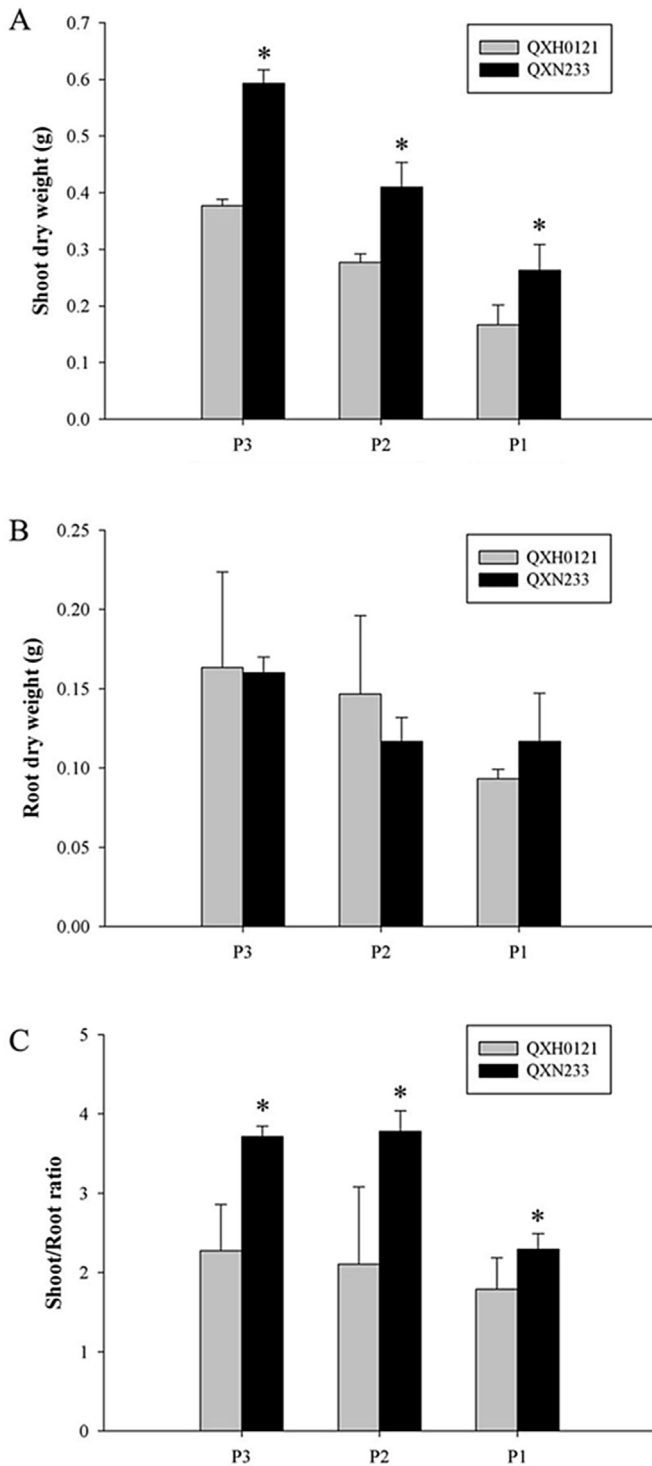 A
Shoot dry weight (g)
0.7
0.6
0.5
0.4
0.3
0.2
0.1
0.0
QXH0121
QXN233
*
*
*
P3 P2 P1
B
Root dry weight (g)
0.25
0.20
0.15
0.10
0.05
0.00
QXH0121
QXN233
P3 P2 P1
C
Shoot/Root ratio
5
4
3
2
1
0
QXH0121
QXN233
*
*
*
P3 P2 P1